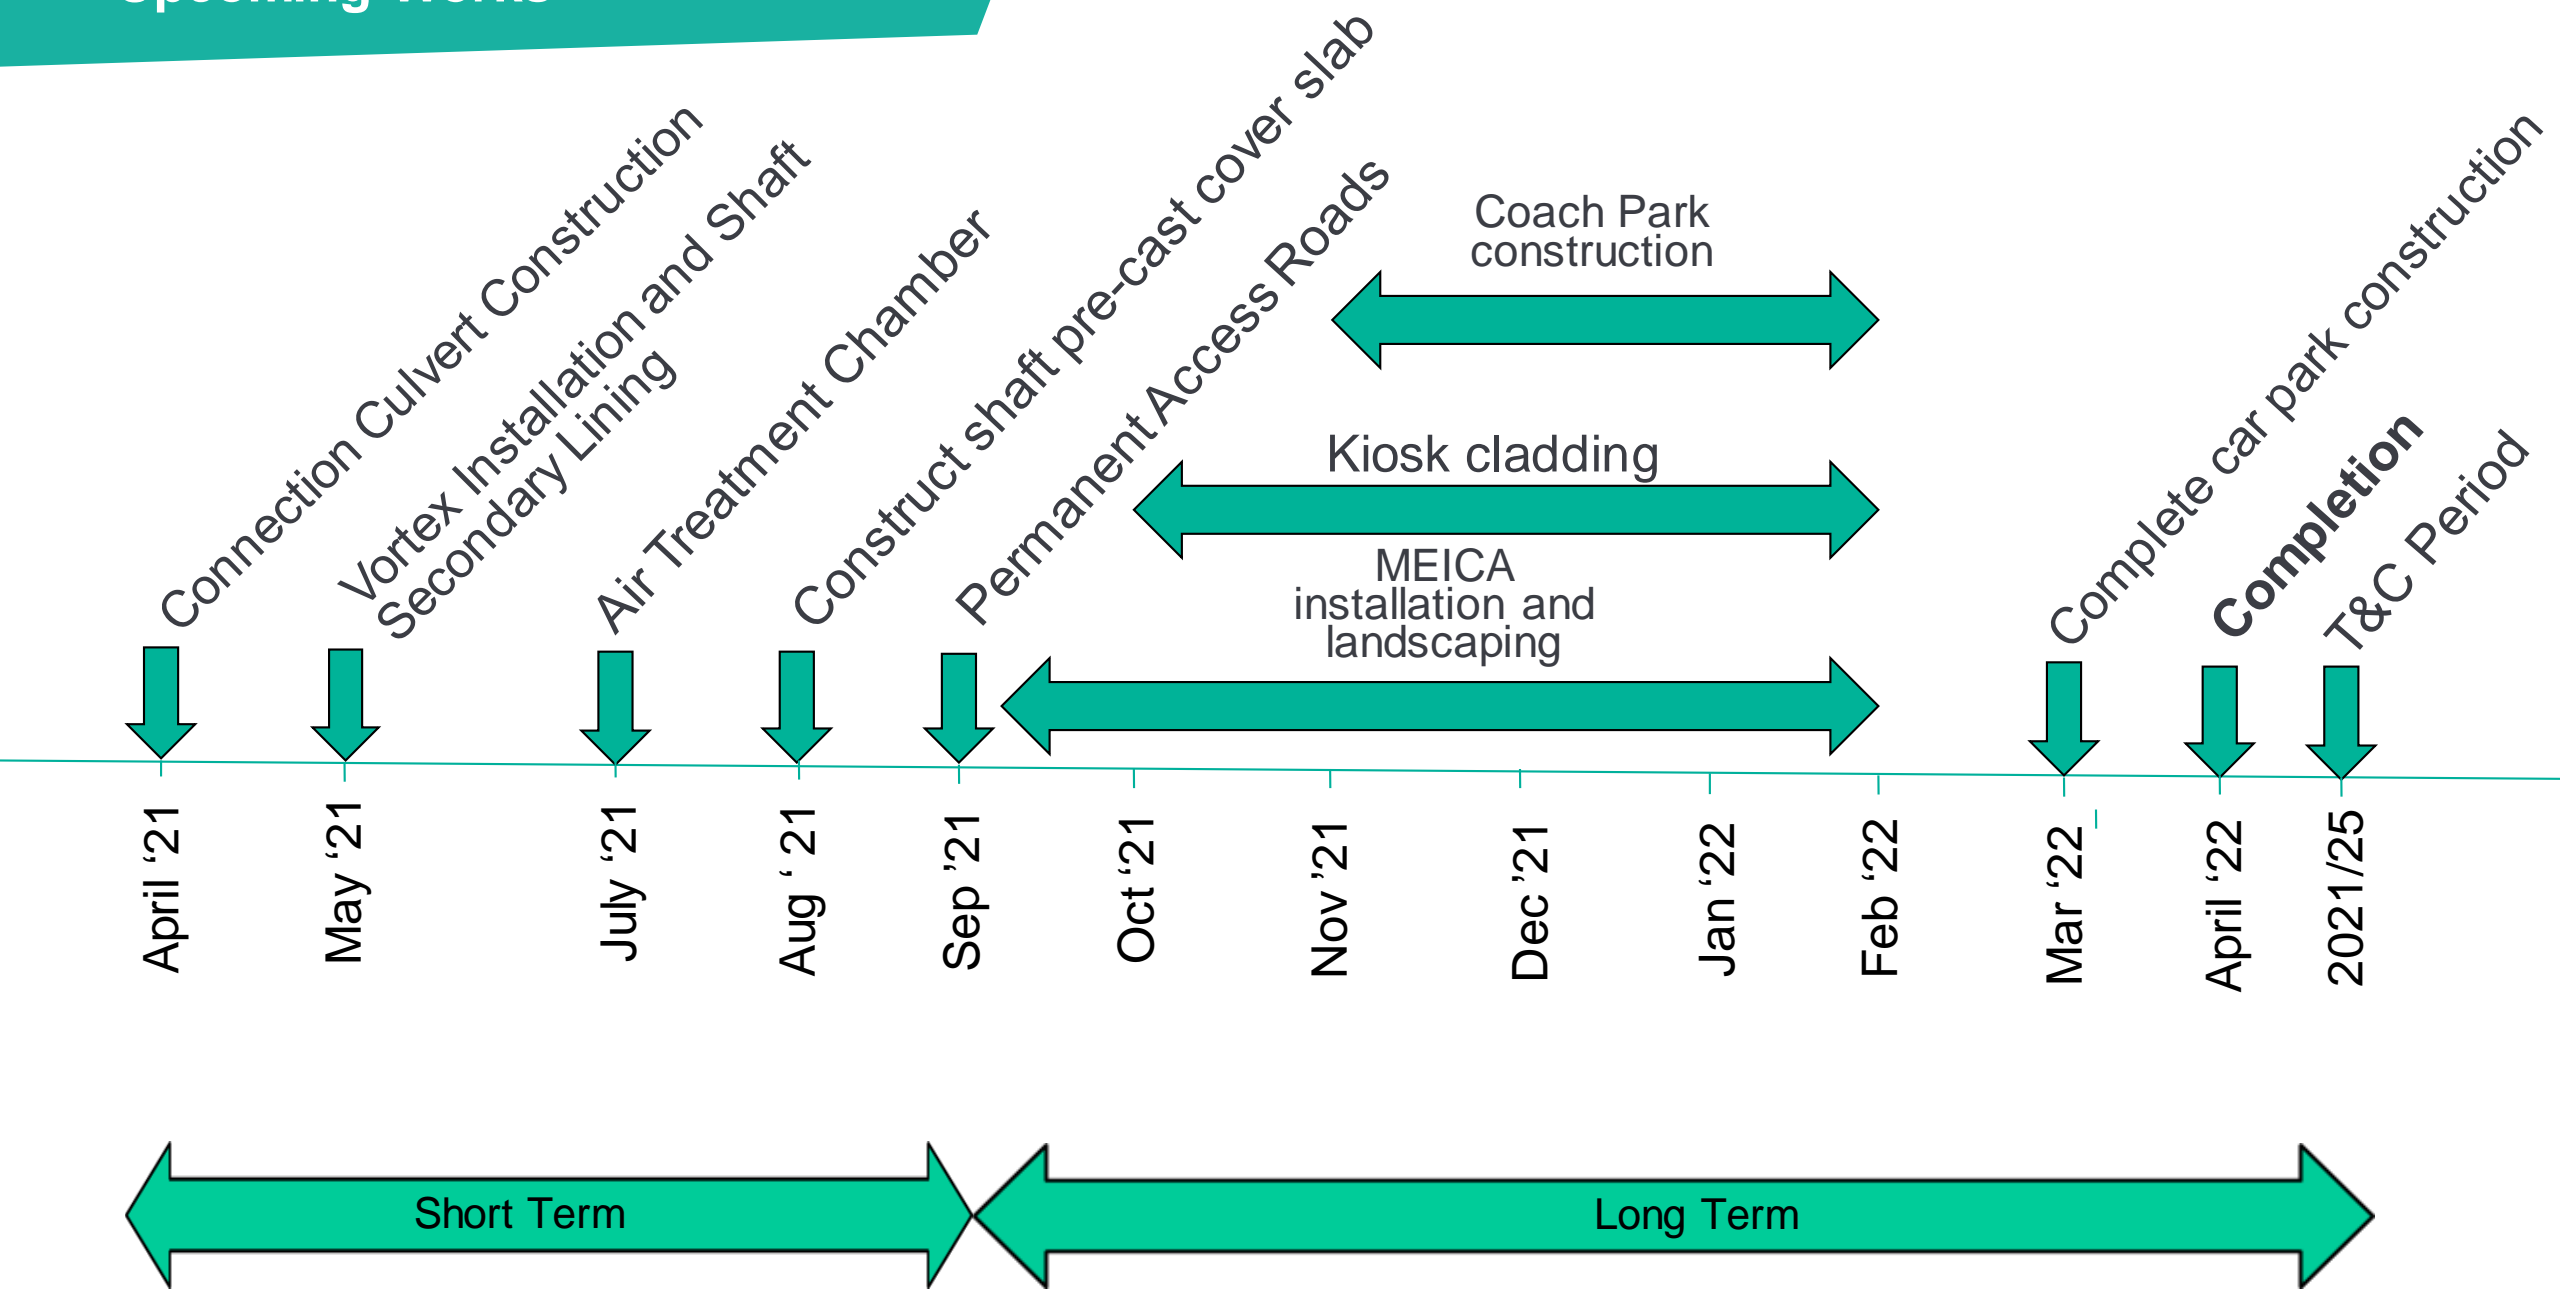 Upcoming Works
Connection Culvert Construction
Vortex Installation and Shaft
Secondary Lining
Air Treatment Chamber
Construct shaft pre-cast cover slab
Permanent Access Roads
Coach Park
construction
Kiosk cladding
MEICA
installation and
landscaping
Complete car park construction
Completion
T&C Period
April ‘21
May ‘21
July ‘21
Aug ‘ 21
Sep ’21
Oct ‘21
Nov ’21
Dec ’21
Jan ‘22
Feb ‘22
Mar ‘22
April ‘22
2021/25
Short Term
Long Term